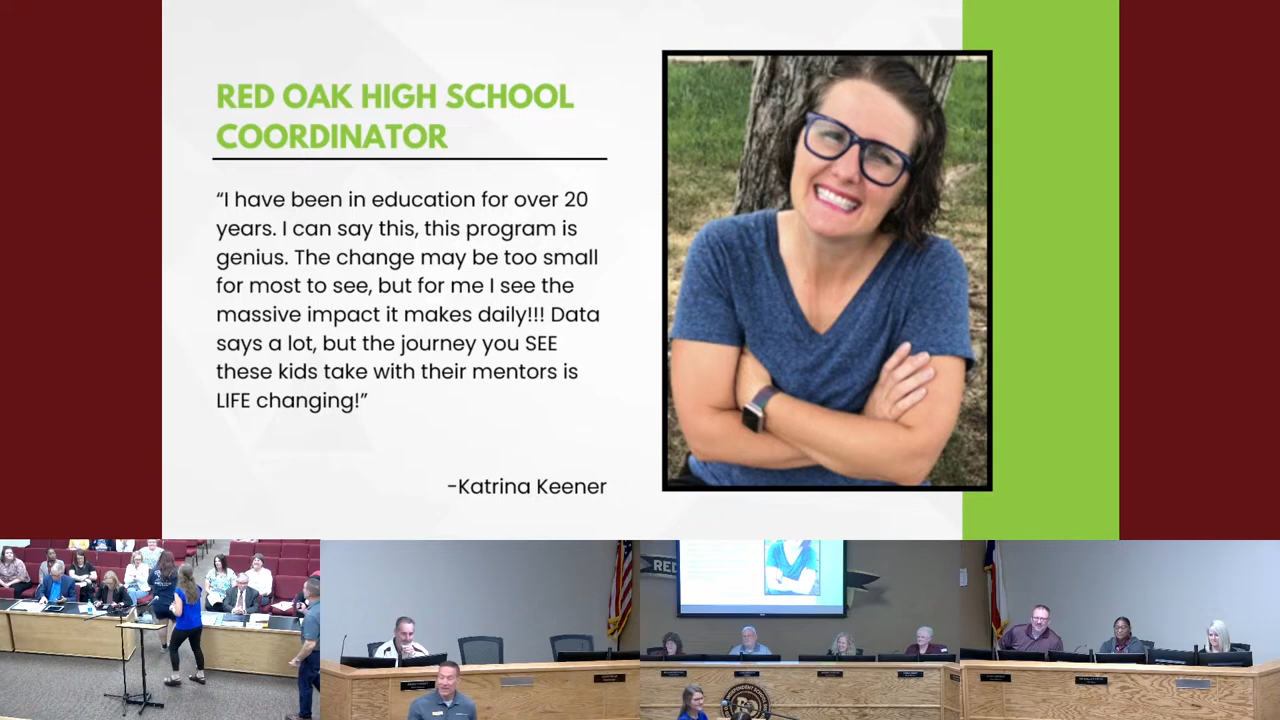 RED OAK HIGH SCHOOL
COORDINATOR
“I have been in education for over 20
years. I can say this, this program is
genius. The change may be too small
for most to see, but for me I see the
massive impact it makes daily!!! Data
says a lot, but the journey you SEE
these kids take with their mentors is
LIFE changing!”
-Katrina Keener
RED
INDEPENDENT SCHOOL